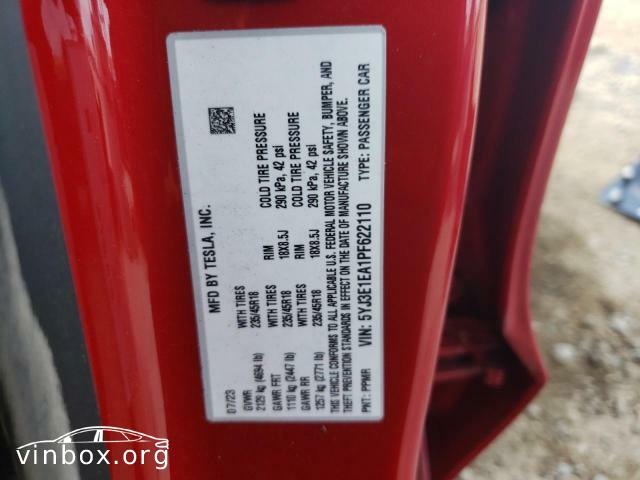 MFD BY TESLA, INC.
07/23
GVWR WITH TIRES RIM COLD TIRE PRESSURE
2129 kg (4694 lb) 235/45R18 18X8.5J 290 kPa, 42 psi
GAWR FRT WITH TIRES RIM COLD TIRE PRESSURE
1110 kg (2447 lb) 235/45R18 18X8.5J 290 kPa, 42 psi
GAWR RR
1257 kg (2771 lb)
THIS VEHICLE CONFORMS TO ALL APPLICABLE U.S. FEDERAL MOTOR VEHICLE SAFETY, BUMPER, AND
THEFT PREVENTION STANDARDS IN EFFECT ON THE DATE OF MANUFACTURE SHOWN ABOVE.
VIN: 5YJ3E1EA1PF622110 TYPE: PASSENGER CAR
PNT: PPMR
vinbox.org